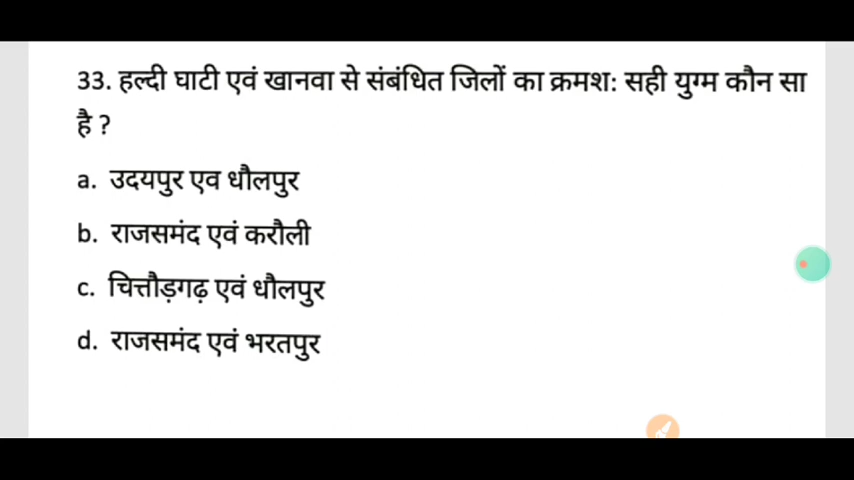 33. हल्दी घाटी एवं खानवा से संबंधित जिलों का क्रमश: सही युग्म कौन सा
है ?
a. उदयपुर एव धौलपुर
b. राजसमंद एवं करौली
c. चित्तौड़गढ़ एवं धौलपुर
d. राजसमंद एवं भरतपुर